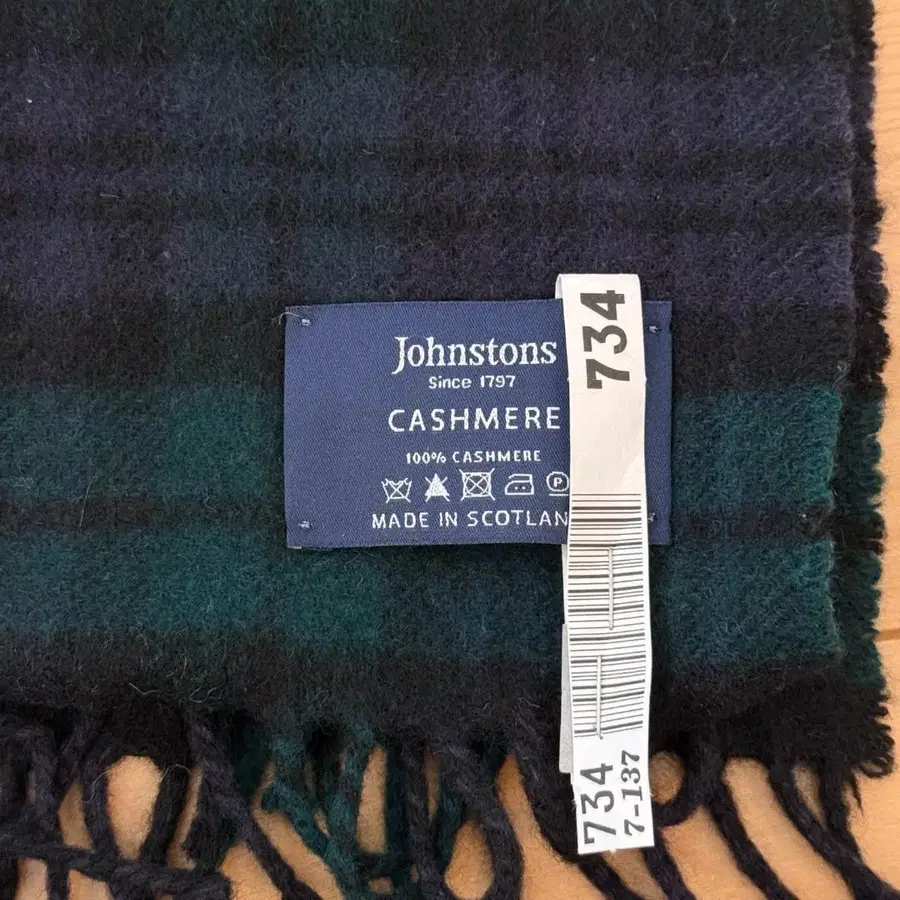 Johnstons
Since 1797
CASHMERE
100% CASHMERE
P
MADE IN SCOTLAN
734
734
7-137